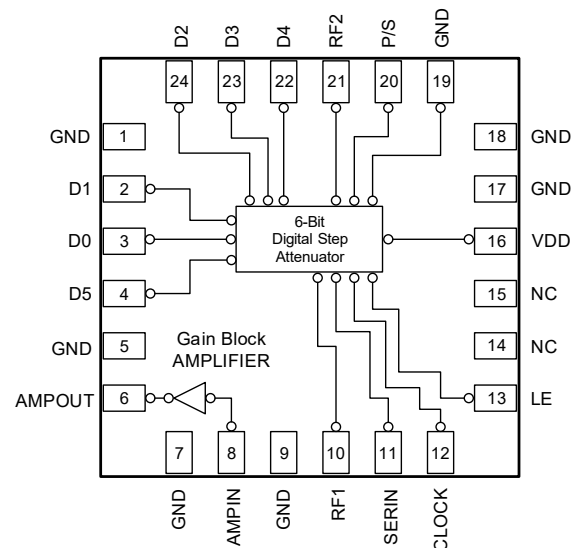 D2
D3
D4
RF2
P/S
GND
24
23
22
21
20
19
GND 1
18 GND
D1 2
17 GND
D0 3
6-Bit
Digital Step
Attenuator
16 VDD
D5 4
15 NC
GND 5
Gain Block
AMPLIFIER
14 NC
AMPOUT 6
13 LE
7
8
9
10
11
12
GND
AMPIN
GND
RF1
SERIN
CLOCK